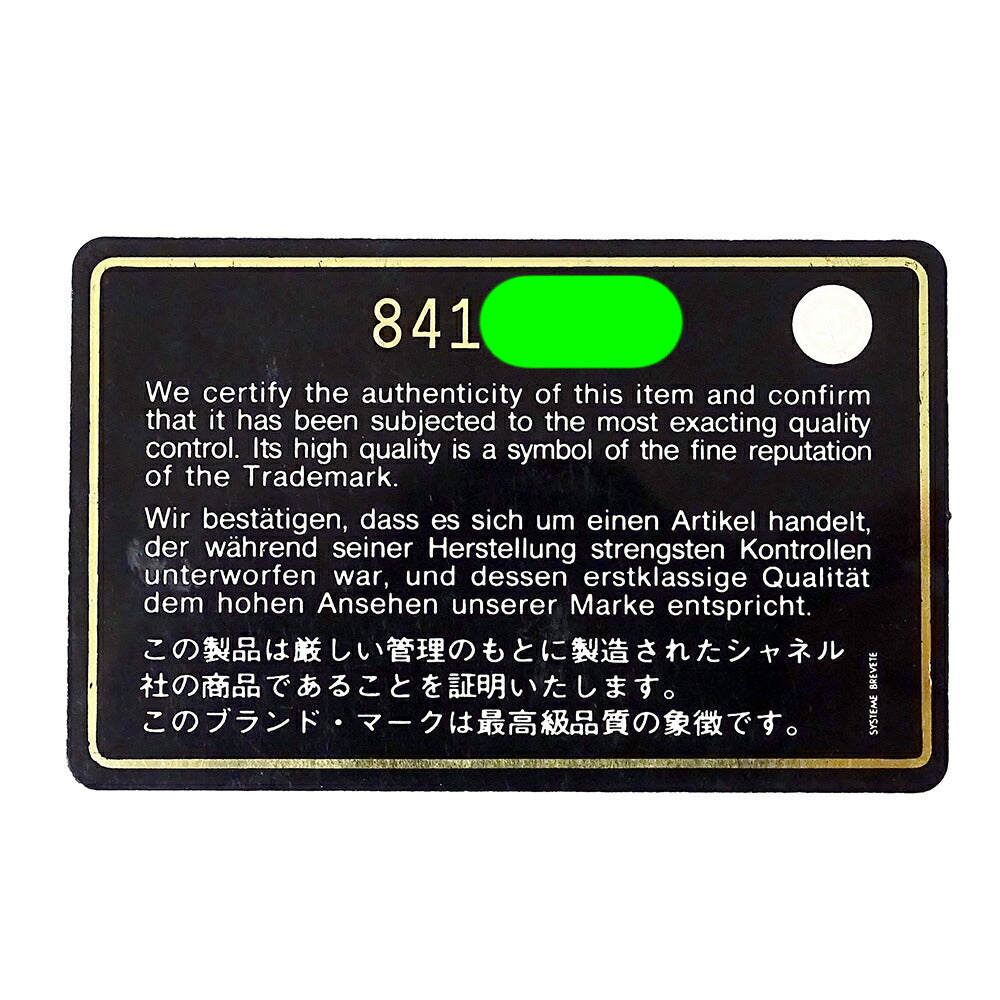 841
We certify the authenticity of this item and confirm
that it has been subjected to the most exacting quality
control. Its high quality is a symbol of the fine reputation
of the Trademark.
Wir bestätigen, dass es sich um einen Artikel handelt,
der während seiner Herstellung strengsten Kontrollen
unterworfen war, und dessen erstklassige Qualität
dem hohen Ansehen unserer Marke entspricht.
この製品は厳しい管理のもとに製造されたシャネル
社の商品であることを証明いたします。
このブランド・マークは最高級品質の象徴です。
SYSTEME BREVETE